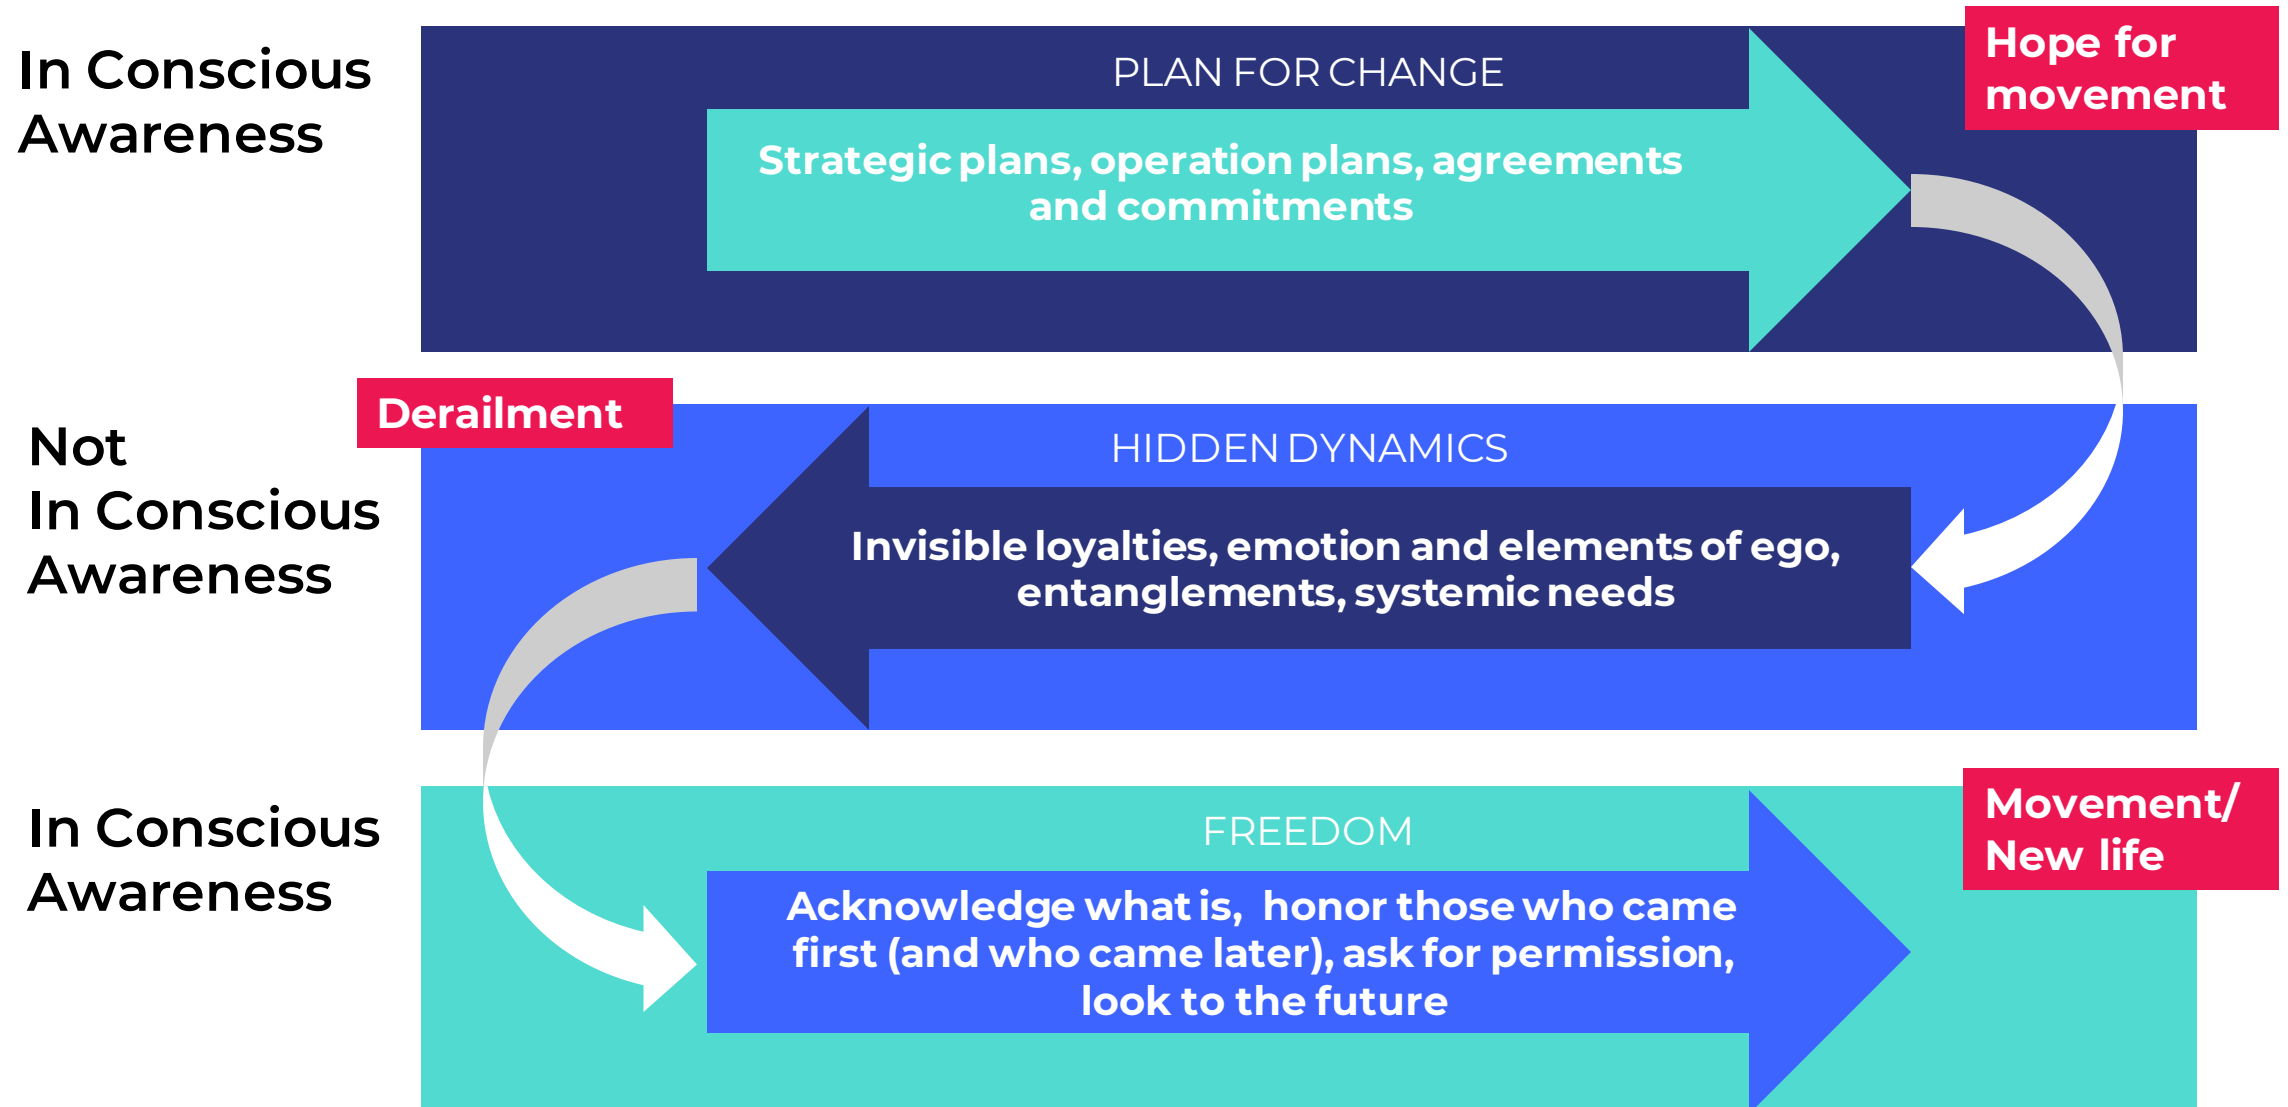 In Conscious
Awareness
PLAN FOR CHANGE
Strategic plans, operation plans, agreements
and commitments
Hope for
movement
Derailment
Not
In Conscious
Awareness
HIDDEN DYNAMICS
Invisible loyalties, emotion and elements of ego,
entanglements, systemic needs
In Conscious
Awareness
FREEDOM
Acknowledge what is, honor those who came
first (and who came later), ask for permission,
look to the future
Movement/
New life